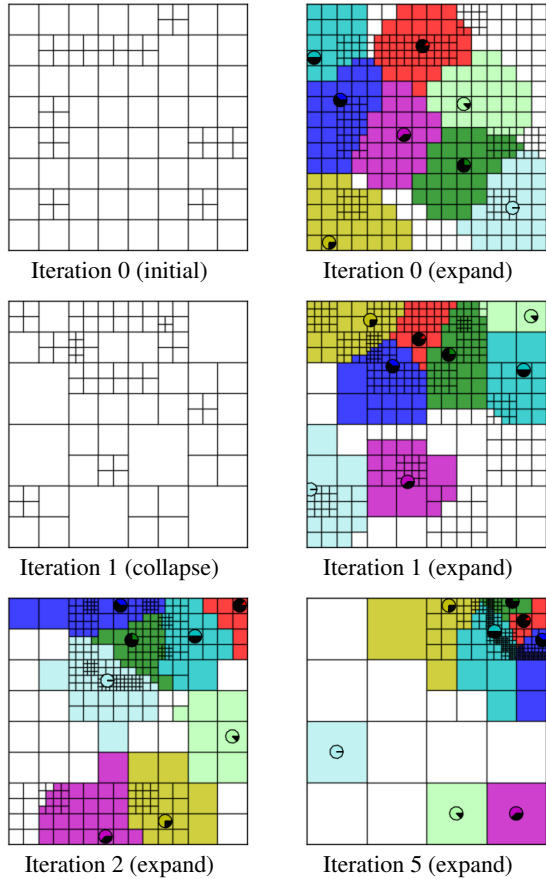 Iteration 0 (initial)
Iteration 0 (expand)
Iteration 1 (collapse)
Iteration 1 (expand)
Iteration 2 (expand)
Iteration 5 (expand)